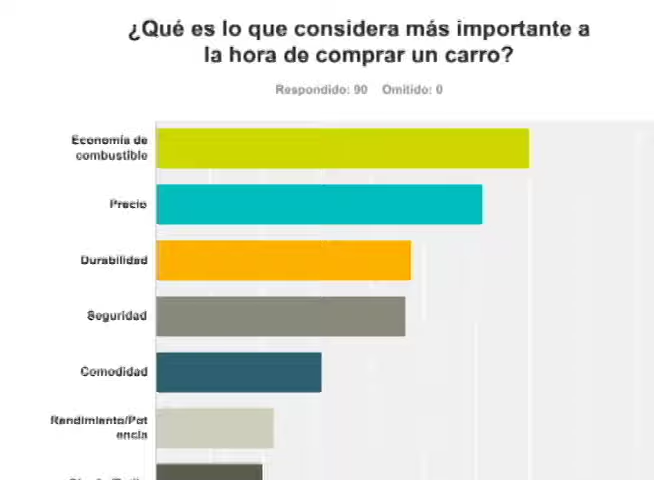 ¿Qué es lo que considera más importante a
la hora de comprar un carro?
Respondido: 90 Omitido: 0
Economía de
combustible
Precio
Durabilidad
Seguridad
Comodidad
Rendimiento/Pot
encia